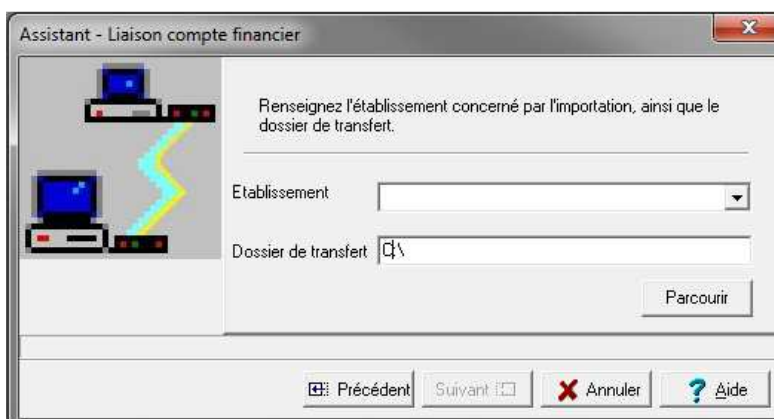 Assistant - Liaison compte financier
Renseignez l'établissement concerné par l'importation, ainsi que le
dossier de transfert.
Etablissement
Dossier de transfert C:\
Parcourir
Précédent Suivant Annuler Aide